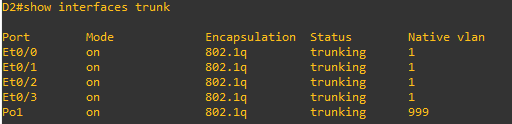 D2#show interfaces trunk
Port Mode Encapsulation Status Native vlan
Et0/0 on 802.1q trunking 1
Et0/1 on 802.1q trunking 1
Et0/2 on 802.1q trunking 1
Et0/3 on 802.1q trunking 1
Po1 on 802.1q trunking 999